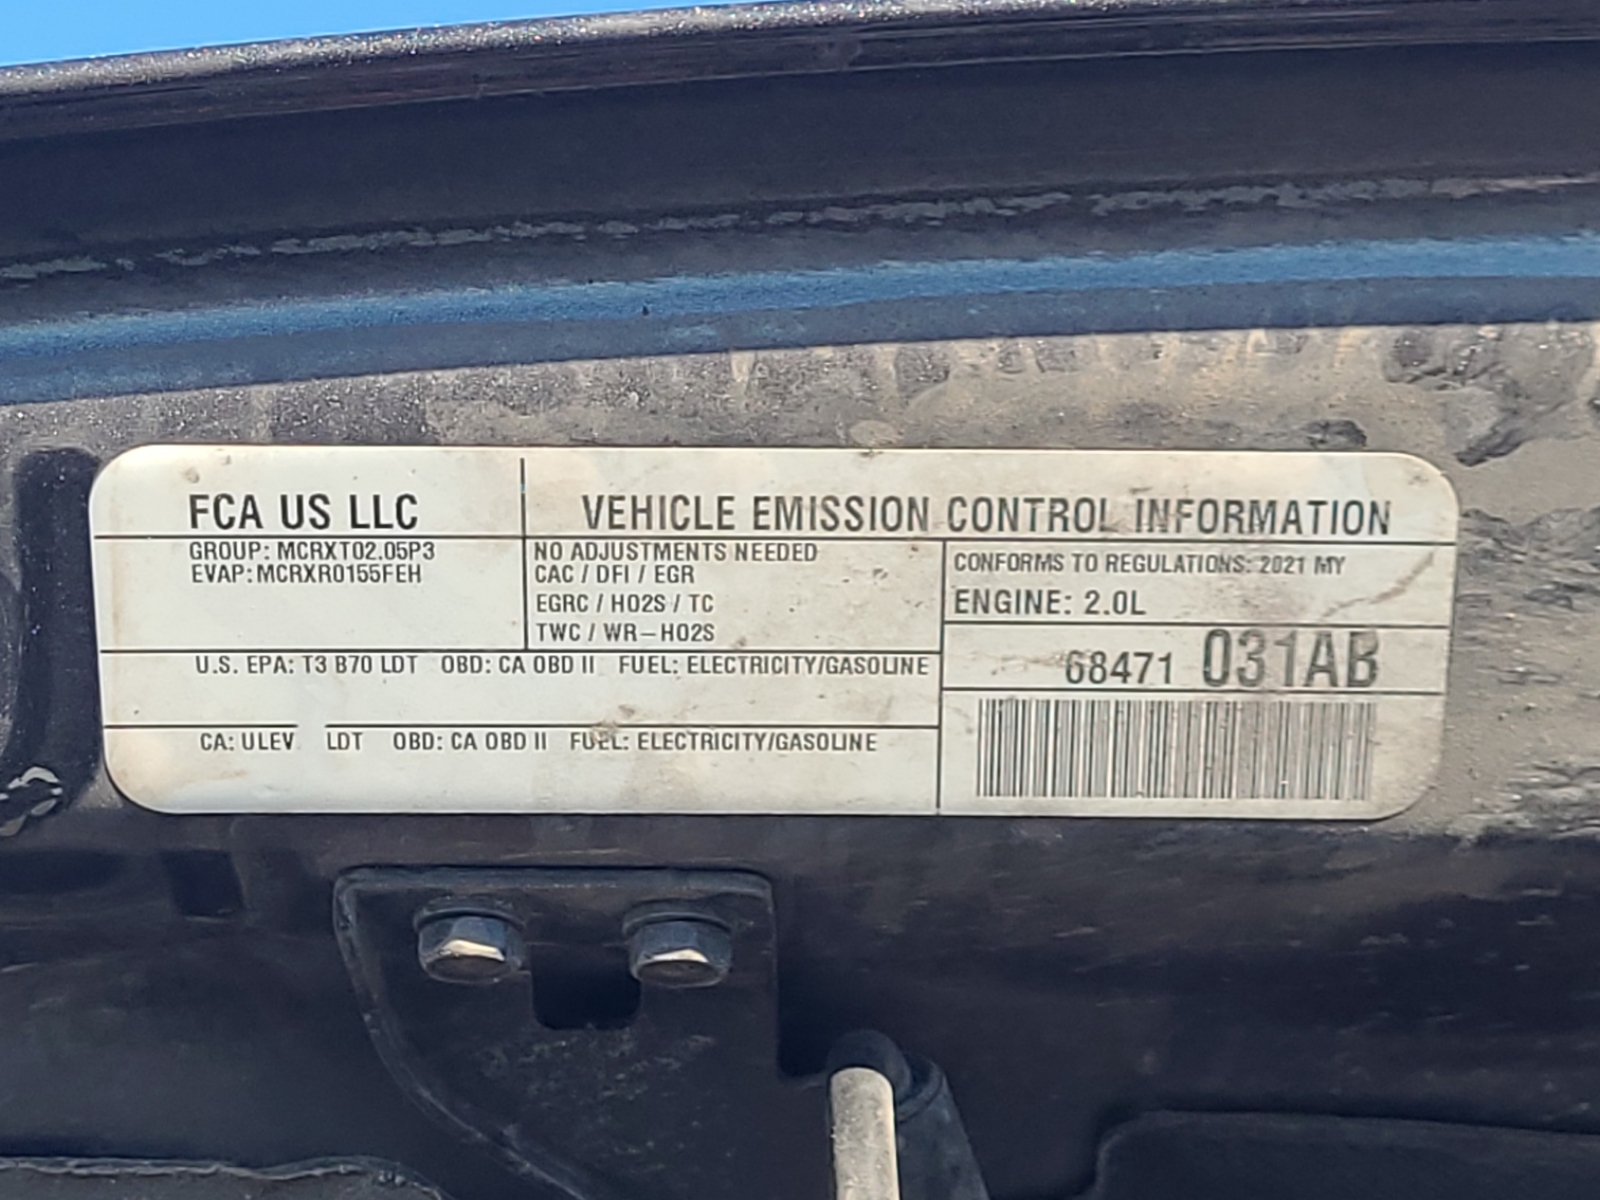 FCA US LLC
VEHICLE EMISSION CONTROL INFORMATION
GROUP: MCRXT02.05P3
EVAP: MCRXR0155FEH
NO ADJUSTMENTS NEEDED
CAC / DFI / EGR
EGRC / HO2S / TC
TWC / WR-HO2S
CONFORMS TO REGULATIONS: 2021 MY
ENGINE: 2.0L
68471 031AB
U.S. EPA: T3 B70 LDT OBD: CA OBD II FUEL: ELECTRICITY/GASOLINE
CA: ULEV LDT OBD: CA OBD II FUEL: ELECTRICITY/GASOLINE